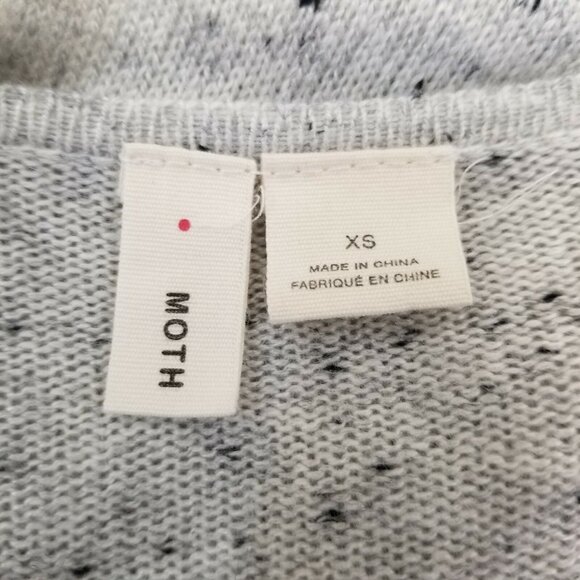 MOTH
XS
MADE IN CHINA
FABRIQUÉ EN CHINE